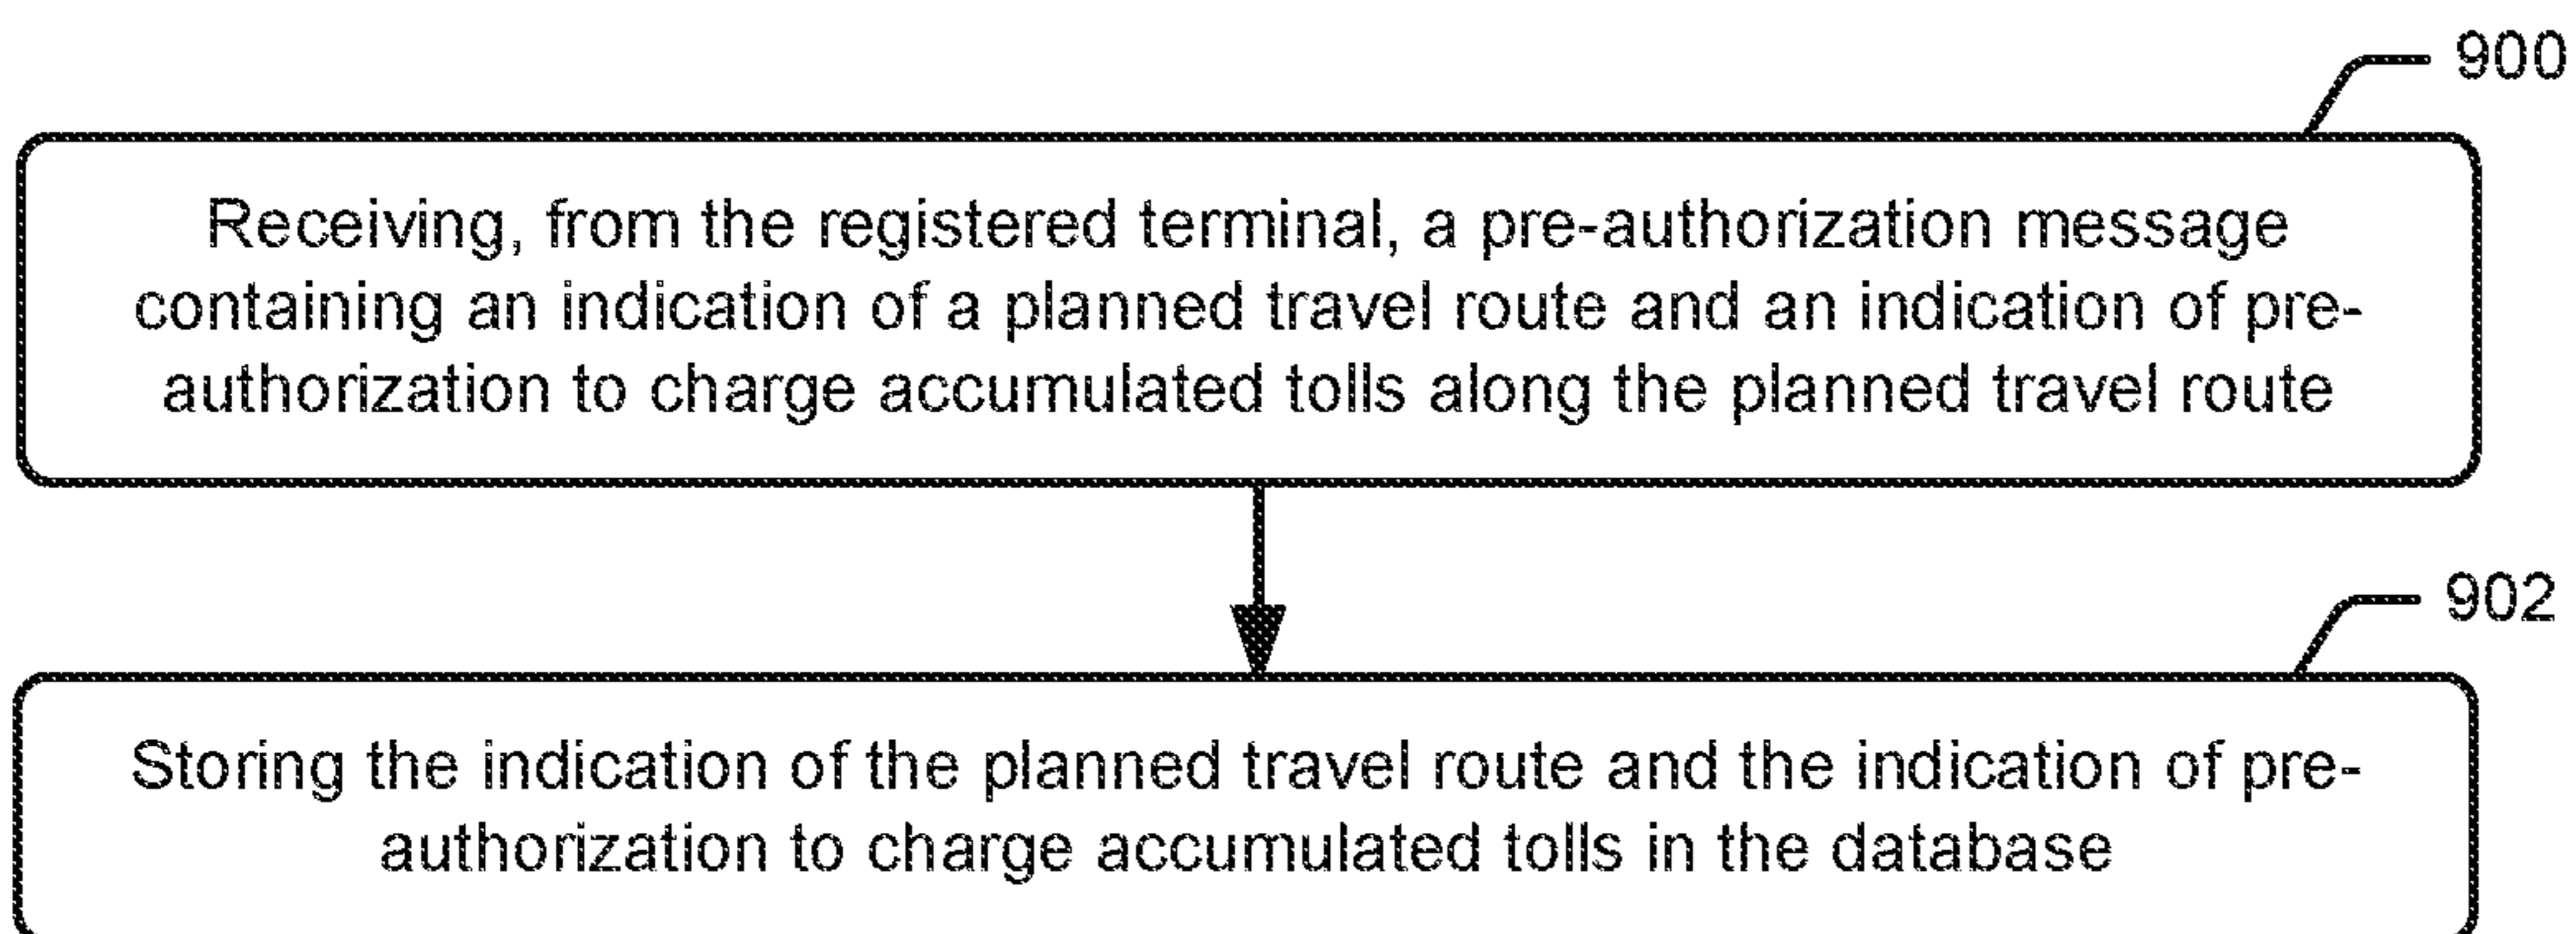 900
Receiving, from the registered terminal, a pre-authorization message
containing an indication of a planned travel route and an indication of pre-
authorization to charge accumulated tolls along the planned travel route
902
Storing the indication of the planned travel route and the indication of pre-
authorization to charge accumulated tolls in the database